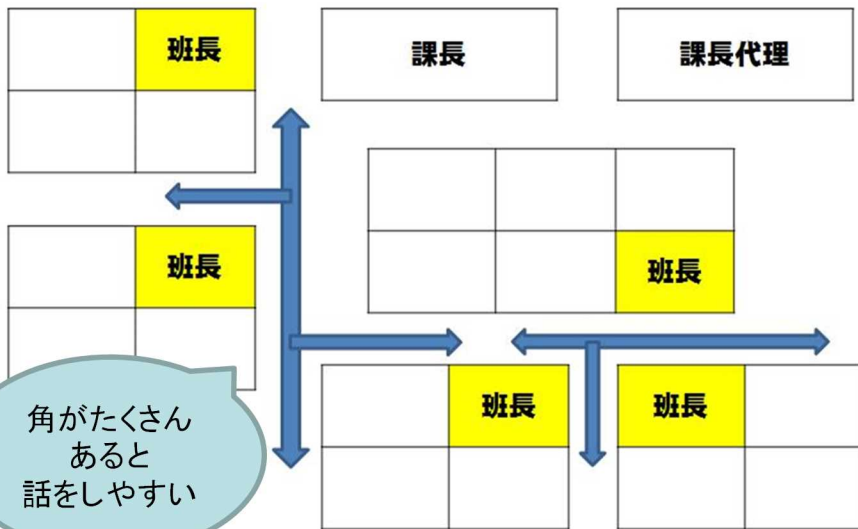 班長
課長
課長代理
班長
班長
班長
班長
角がたくさん
あると
話をしやすい